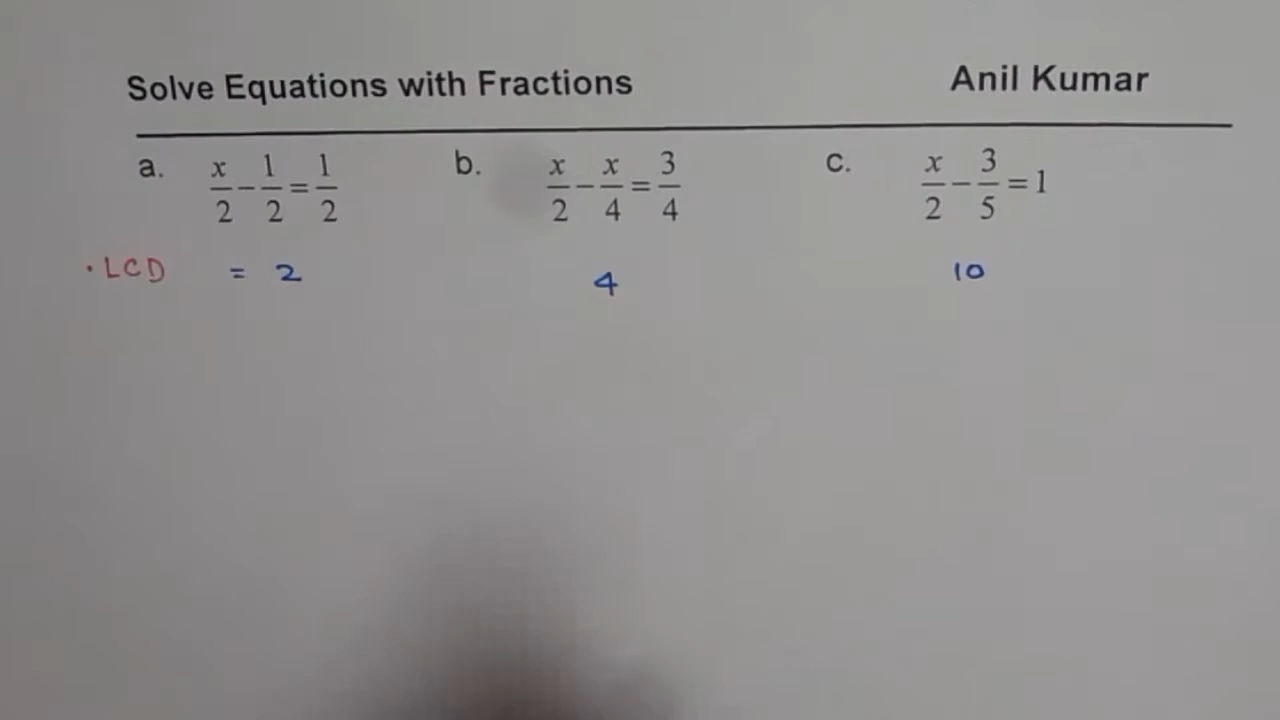 Solve Equations with Fractions Anil Kumar
a. x/2 − 1/2 = 1/2 b. x/2 − x/4 = 3/4 c. x/2 − 3/5 = 1
· LCD = 2 4 10